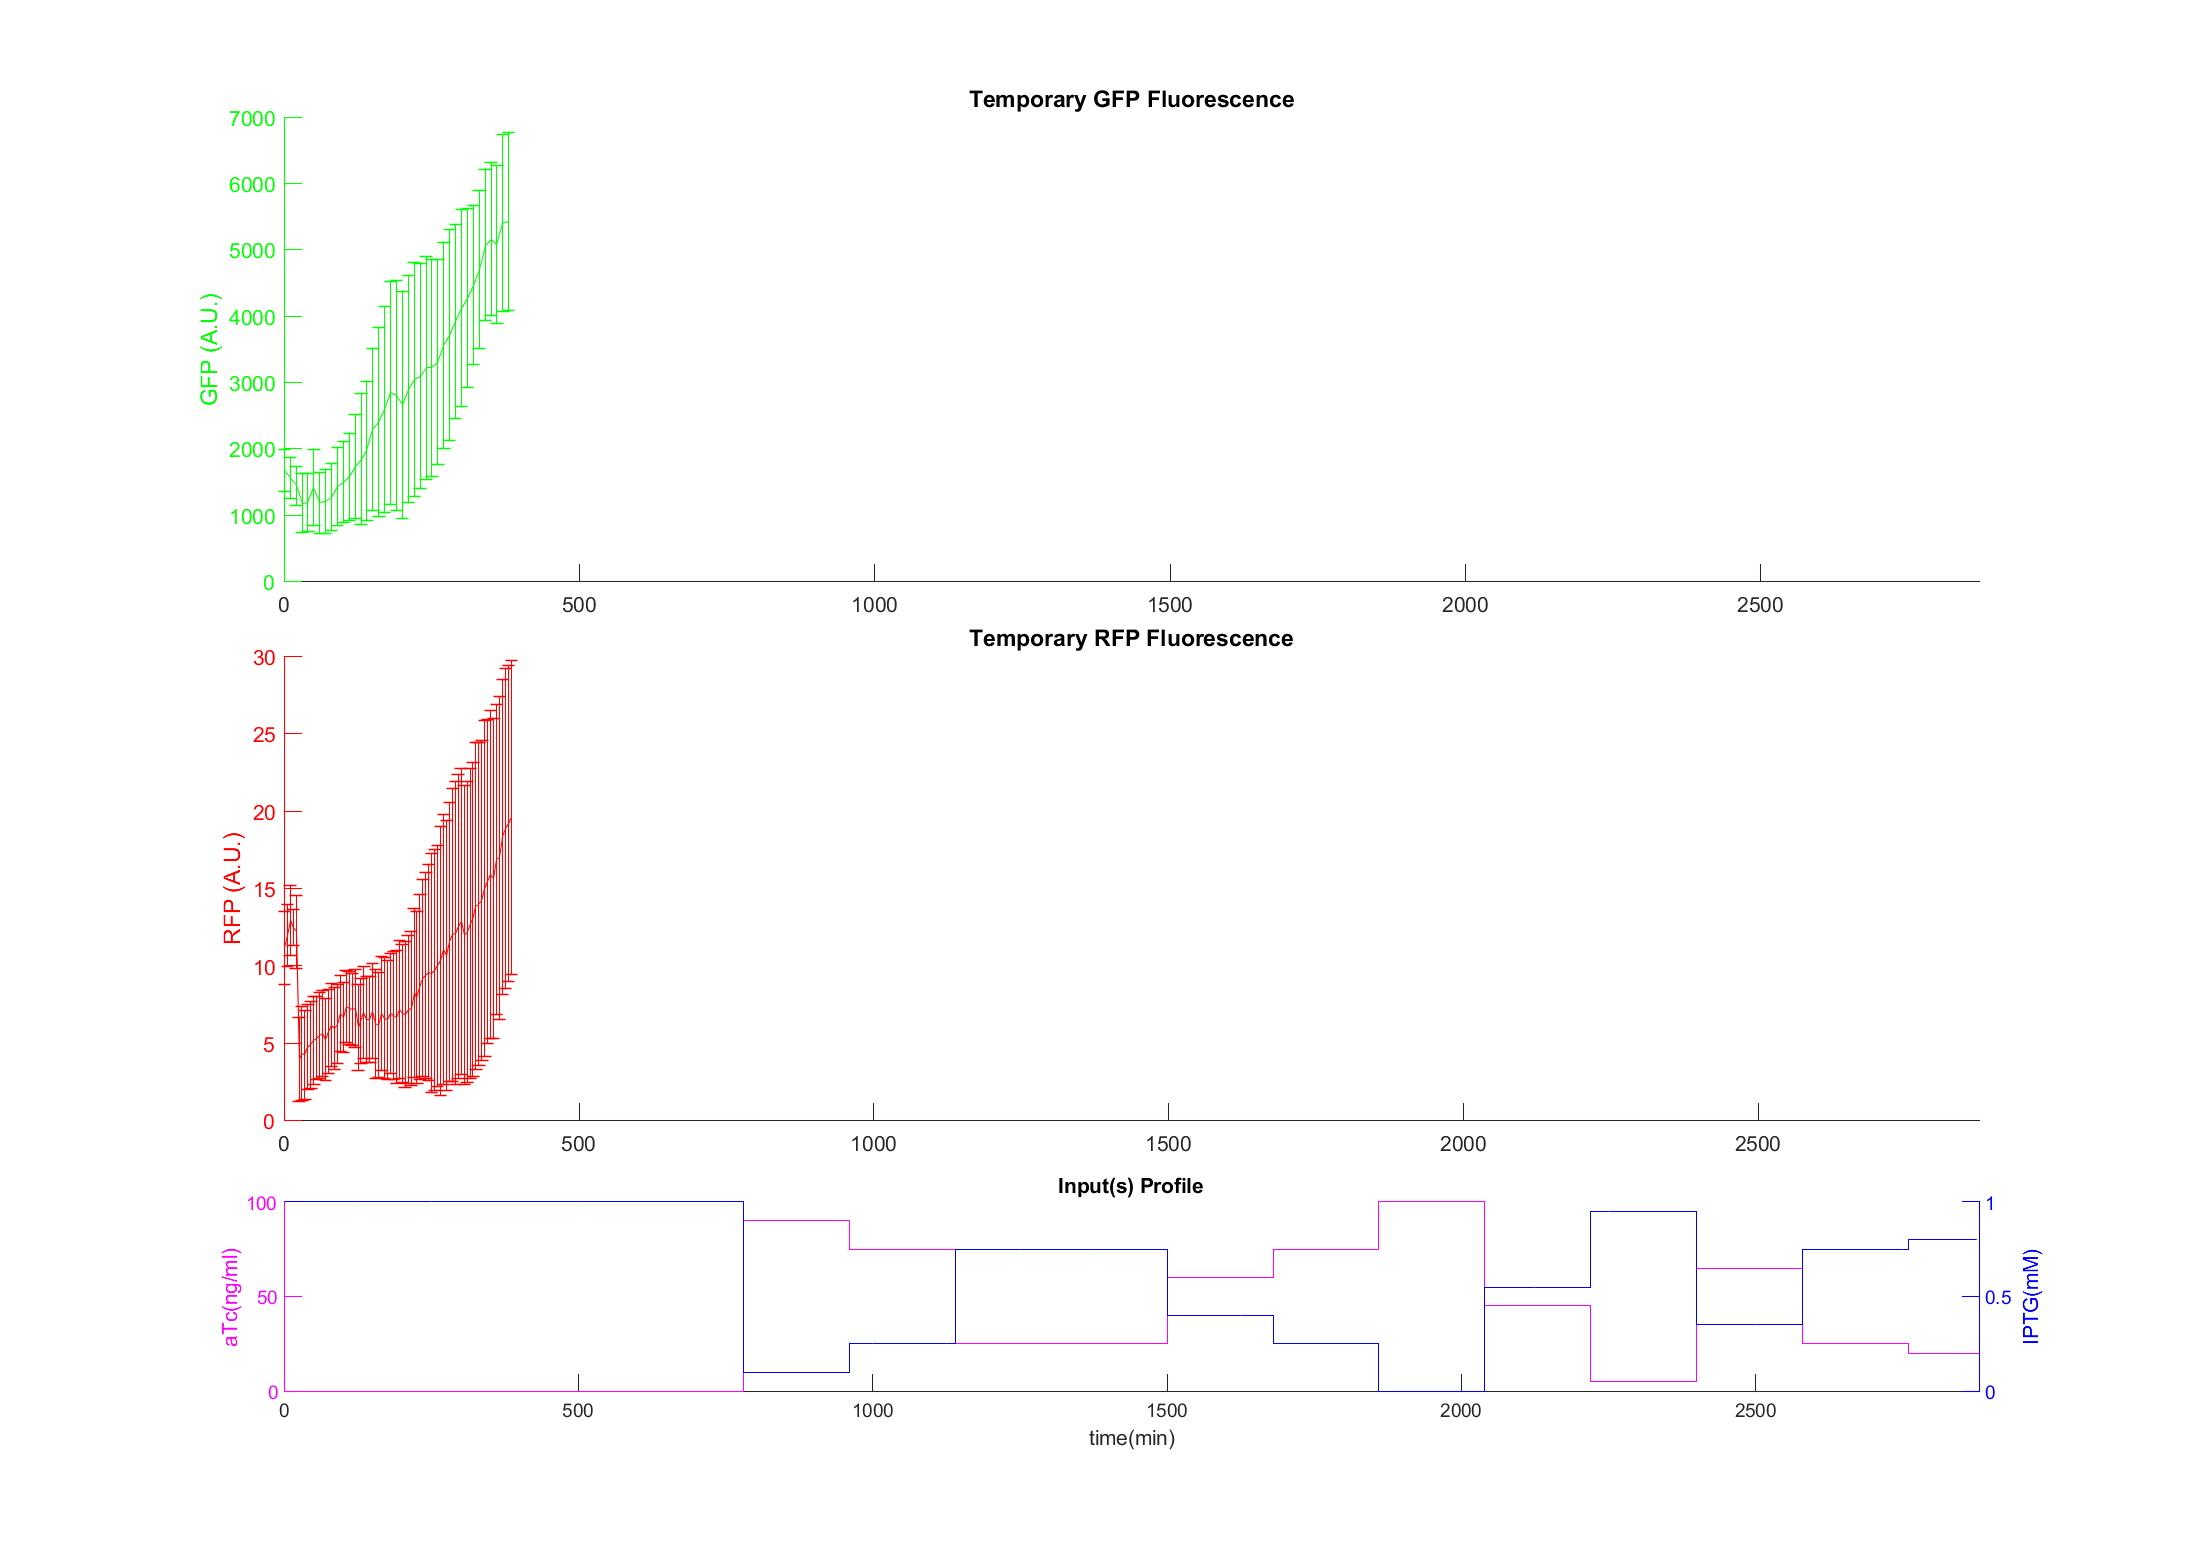 Temporary GFP Fluorescence
7000
6000
5000
4000
3000
2000
1000
0
GFP (A.U.)
0 500 1000 1500 2000 2500
Temporary RFP Fluorescence
30
25
20
15
10
5
0
RFP (A.U.)
0 500 1000 1500 2000 2500
Input(s) Profile
100
50
0
aTc(ng/ml)
1
0.5
0
IPTG(mM)
0 500 1000 1500 2000 2500
time(min)